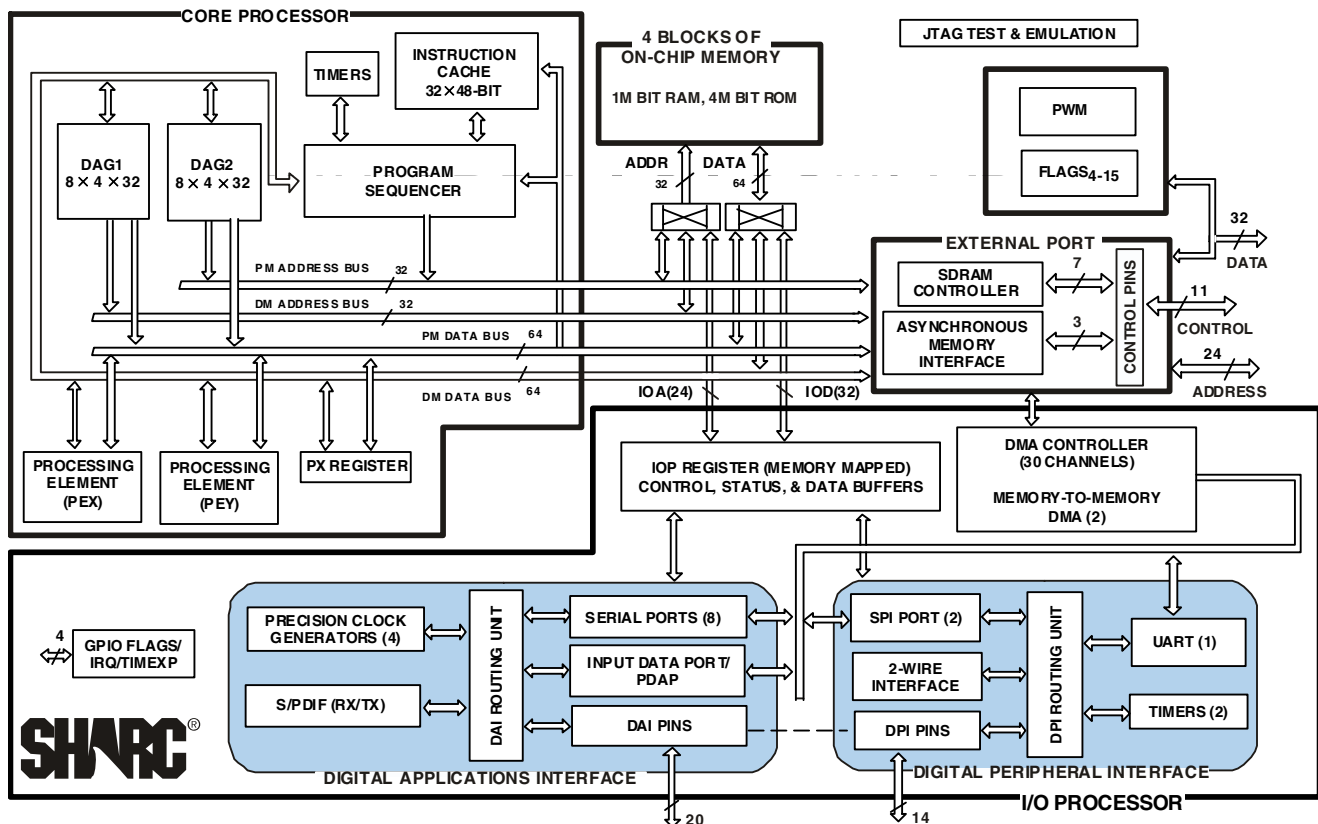 CORE PROCESSOR
TIMERS
INSTRUCTION
CACHE
32×48-BIT
DAG1
8×4×32
DAG2
8×4×32
PROGRAM
SEQUENCER
PM ADDRESS BUS
32
DM ADDRESS BUS
32
PM DATA BUS
64
DM DATA BUS
64
PROCESSING
ELEMENT
(PEX)
PROCESSING
ELEMENT
(PEY)
PX REGISTER
4 BLOCKS OF
ON-CHIP MEMORY
1M BIT RAM, 4M BIT ROM
ADDR
32
DATA
64
IOA(24)
IOD(32)
JTAG TEST & EMULATION
PWM
FLAGS4-15
EXTERNAL PORT
SDRAM
CONTROLLER
7
ASYNCHRONOUS
MEMORY
INTERFACE
3
CONTROL PINS
32
DATA
11
CONTROL
24
ADDRESS
IOP REGISTER (MEMORY MAPPED)
CONTROL, STATUS, & DATA BUFFERS
DMA CONTROLLER
(30 CHANNELS)
MEMORY-TO-MEMORY
DMA (2)
4
GPIO FLAGS/
IRQ/TIMEXP
PRECISION CLOCK
GENERATORS (4)
S/PDIF (RX/TX)
DAI ROUTING UNIT
SERIAL PORTS (8)
INPUT DATA PORT/
PDAP
DAI PINS
DIGITAL APPLICATIONS INTERFACE
20
SPI PORT (2)
2-WIRE
INTERFACE
DPI PINS
DPI ROUTING UNIT
UART (1)
TIMERS (2)
DIGITAL PERIPHERAL INTERFACE
14
I/O PROCESSOR
SHARC®